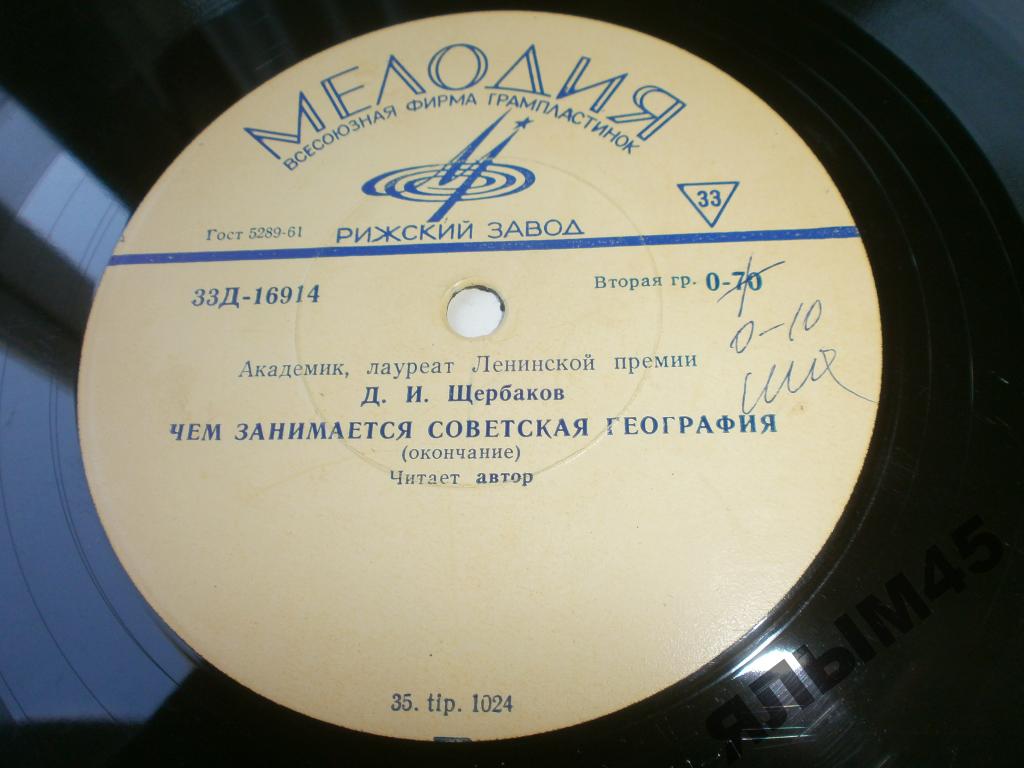 МЕЛОДИЯ
ВСЕСОЮЗНАЯ ФИРМА ГРАМПЛАСТИНОК
33
Гост 5289-61 РИЖСКИЙ ЗАВОД
33Д-16914 Вторая гр. 0-70
0-10
Академик, лауреат Ленинской премии
Д. И. Щербаков
ЧЕМ ЗАНИМАЕТСЯ СОВЕТСКАЯ ГЕОГРАФИЯ
(окончание)
Читает автор
35. tip. 1024